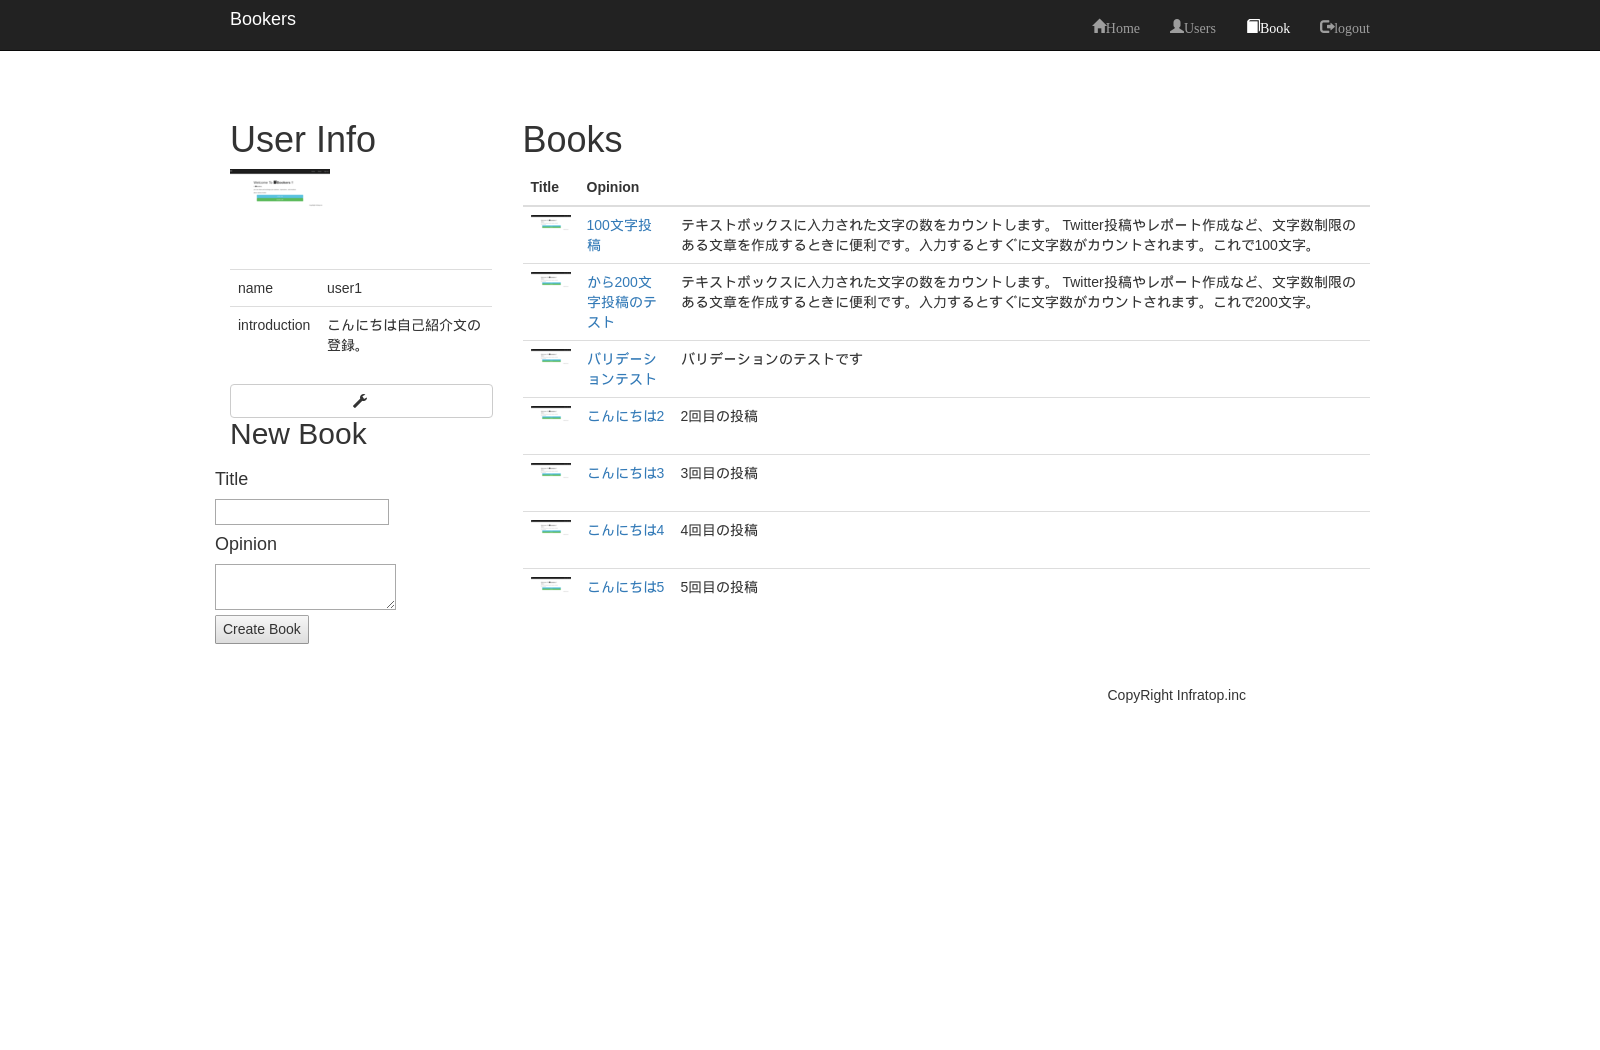 Bookers
Home Users Book logout
User Info
name user1
introduction こんにちは自己紹介文の
登録。
New Book
Title
Opinion
Create Book
Books
Title Opinion
100文字投 テキストボックスに入力された文字の数をカウントします。 Twitter投稿やレポート作成など、文字数制限の
稿 ある文章を作成するときに便利です。入力するとすぐに文字数がカウントされます。これで100文字。
から200文 テキストボックスに入力された文字の数をカウントします。 Twitter投稿やレポート作成など、文字数制限の
字投稿のテ ある文章を作成するときに便利です。入力するとすぐに文字数がカウントされます。これで200文字。
スト
バリデーシ バリデーションのテストです
ョンテスト
こんにちは2 2回目の投稿
こんにちは3 3回目の投稿
こんにちは4 4回目の投稿
こんにちは5 5回目の投稿
CopyRight Infratop.inc